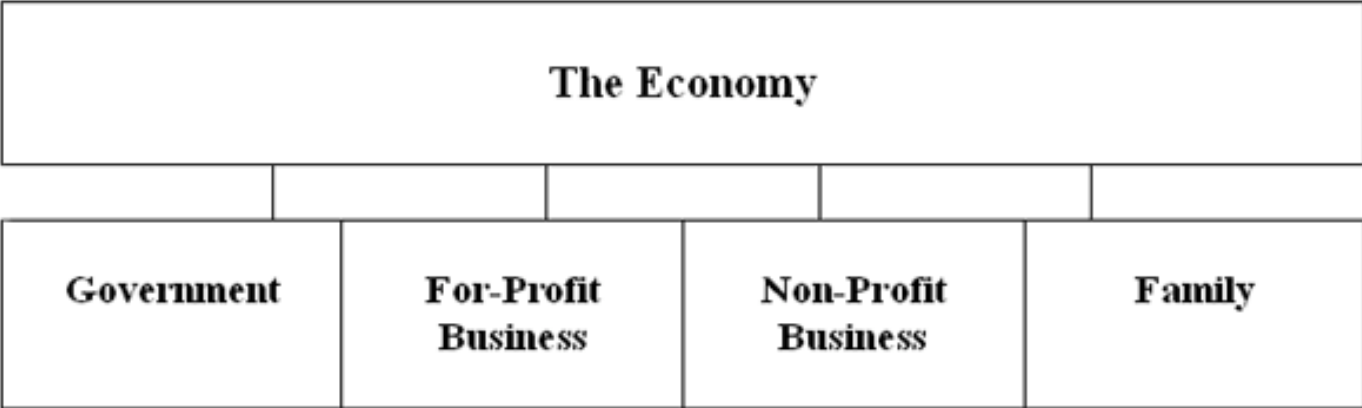 The Economy
Government
For-Profit
Business
Non-Profit
Business
Family